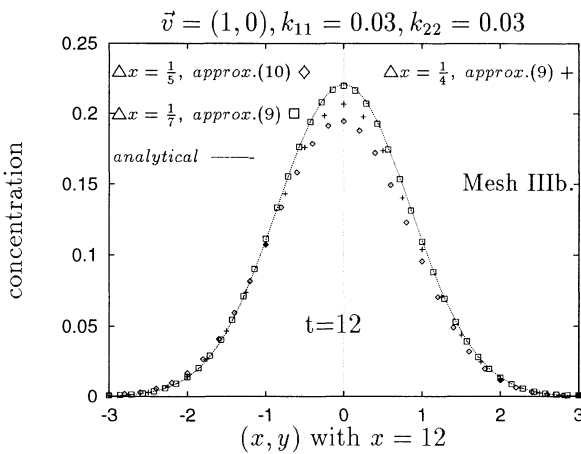 v⃗ = (1, 0), k₁₁ = 0.03, k₂₂ = 0.03
0.25
△x = 1/5, approx.(10) ◇
△x = 1/4, approx.(9) +
0.2
△x = 1/7, approx.(9) □
analytical ——
0.15
Mesh IIIb.
concentration
0.1
0.05
t=12
0
-3 -2 -1 0 1 2 3
(x, y) with x = 12